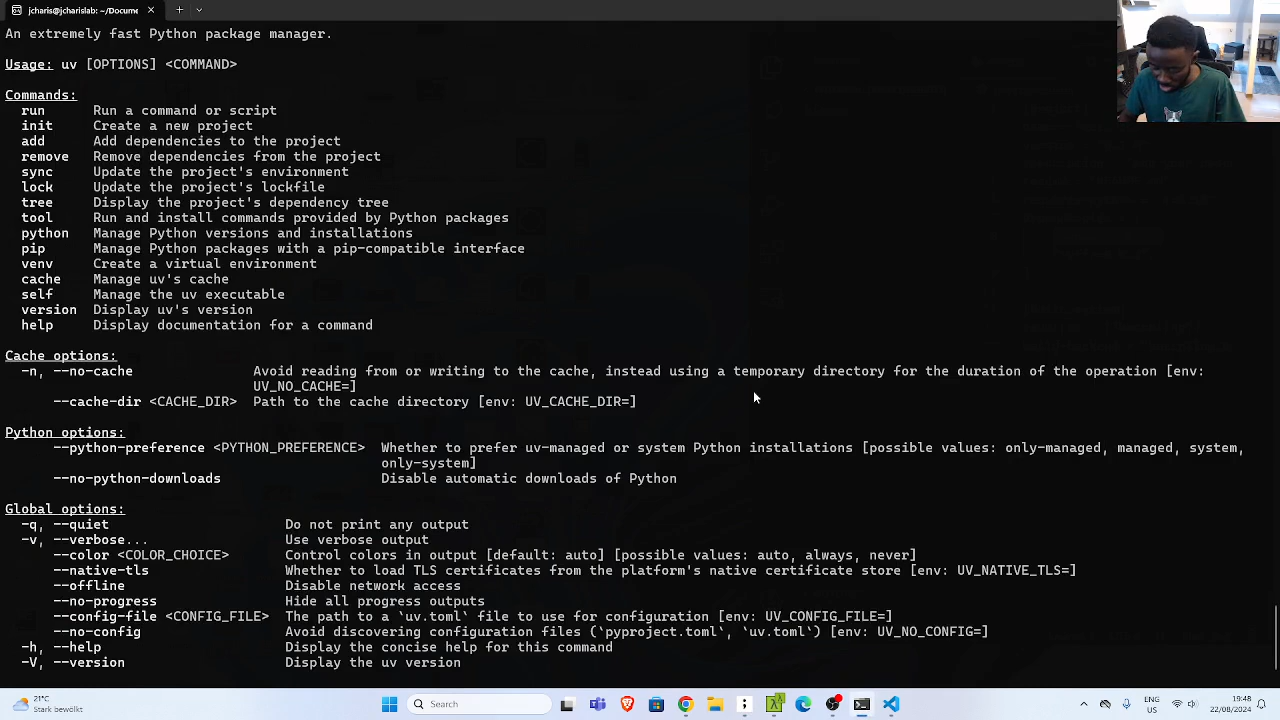 jcharis@jcharislab: ~/Docume
An extremely fast Python package manager.
Usage: uv [OPTIONS] <COMMAND>
Commands:
run Run a command or script
init Create a new project
add Add dependencies to the project
remove Remove dependencies from the project
sync Update the project's environment
lock Update the project's lockfile
tree Display the project's dependency tree
tool Run and install commands provided by Python packages
python Manage Python versions and installations
pip Manage Python packages with a pip-compatible interface
venv Create a virtual environment
cache Manage uv's cache
self Manage the uv executable
version Display uv's version
help Display documentation for a command
Cache options:
-n, --no-cache Avoid reading from or writing to the cache, instead using a temporary directory for the duration of the operation [env:
UV_NO_CACHE=]
--cache-dir <CACHE_DIR> Path to the cache directory [env: UV_CACHE_DIR=]
Python options:
--python-preference <PYTHON_PREFERENCE> Whether to prefer uv-managed or system Python installations [possible values: only-managed, managed, system,
only-system]
--no-python-downloads Disable automatic downloads of Python
Global options:
-q, --quiet Do not print any output
-v, --verbose... Use verbose output
--color <COLOR_CHOICE> Control colors in output [default: auto] [possible values: auto, always, never]
--native-tls Whether to load TLS certificates from the platform's native certificate store [env: UV_NATIVE_TLS=]
--offline Disable network access
--no-progress Hide all progress outputs
--config-file <CONFIG_FILE> The path to a `uv.toml` file to use for configuration [env: UV_CONFIG_FILE=]
--no-config Avoid discovering configuration files (`pyproject.toml`, `uv.toml`) [env: UV_NO_CONFIG=]
-h, --help Display the concise help for this command
-V, --version Display the uv version
21°C
Stark bewölkt
Search
ENG
US
19:48
22/08/2024